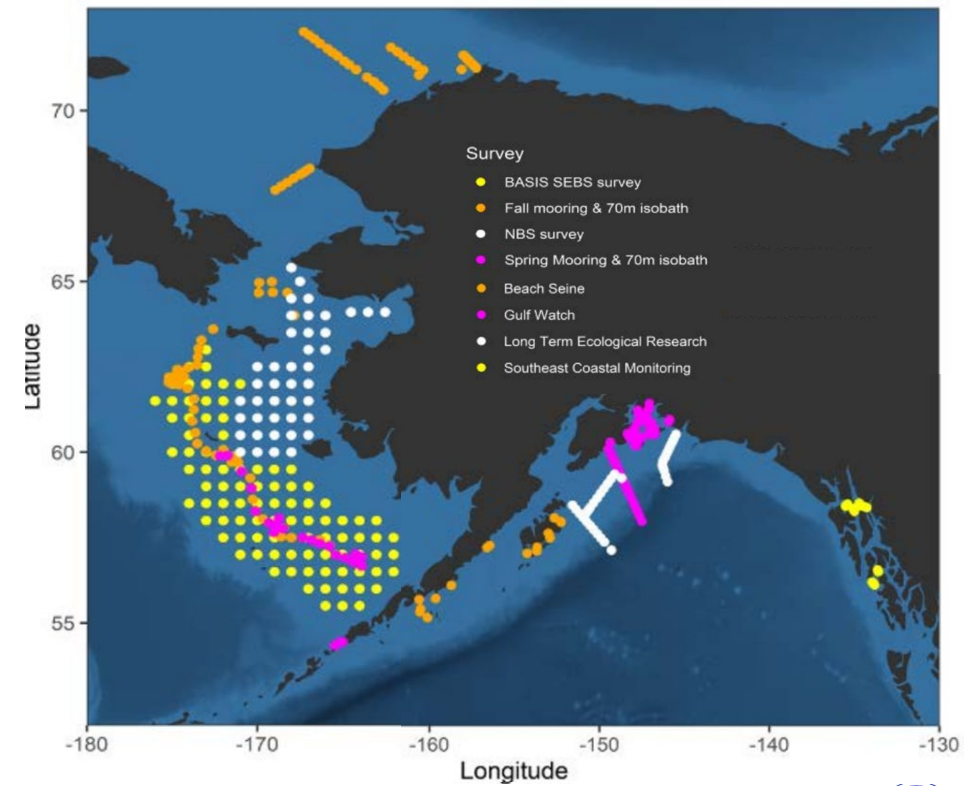 70
65
60
55
Latitude
Survey
BASIS SEBS survey
Fall mooring & 70m isobath
NBS survey
Spring Mooring & 70m isobath
Beach Seine
Gulf Watch
Long Term Ecological Research
Southeast Coastal Monitoring
-180
-170
-160
-150
-140
-130
Longitude